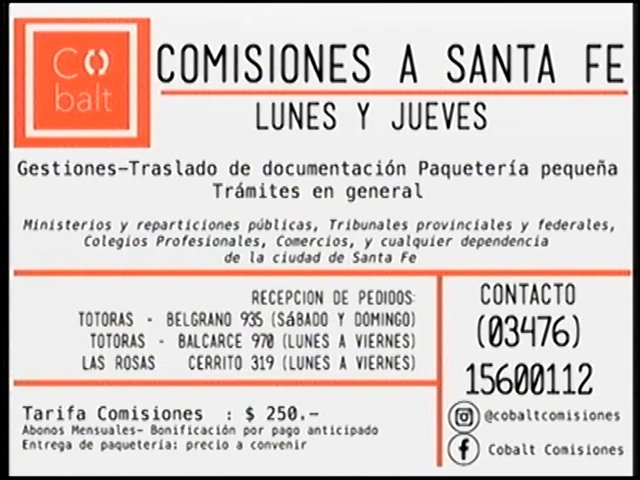 Co
balt
COMISIONES A SANTA FE
LUNES Y JUEVES
Gestiones-Traslado de documentación Paquetería pequeña
Trámites en general
Ministerios y reparticiones públicas, Tribunales provinciales y federales,
Colegios Profesionales, Comercios, y cualquier dependencia
de la ciudad de Santa Fe
RECEPCION DE PEDIDOS:
TOTORAS - BELGRANO 935 (SáBADO Y DOMINGO)
TOTORAS - BALCARCE 970 (LUNES A VIERNES)
LAS ROSAS CERRITO 319 (LUNES A VIERNES)
Tarifa Comisiones : $ 250.-
Abonos Mensuales- Bonificación por pago anticipado
Entrega de paquetería: precio a convenir
CONTACTO
(03476)
15600112
@cobaltcomisiones
Cobalt Comisiones